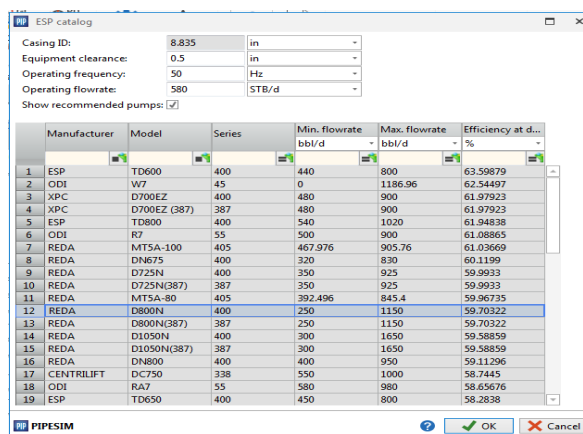 PIP ESP catalog
Casing ID: 8.835 in
Equipment clearance: 0.5 in
Operating frequency: 50 Hz
Operating flowrate: 580 STB/d
Show recommended pumps:
Manufacturer Model Series Min. flowrate Max. flowrate Efficiency at d...
bbl/d bbl/d %
1 ESP TD600 400 440 800 63.59879
2 ODI W7 45 0 1186.96 62.54497
3 XPC D700EZ 400 480 900 61.97923
4 XPC D700EZ (387) 387 480 900 61.97923
5 ESP TD800 400 540 1020 61.94838
6 ODI R7 55 500 900 61.08865
7 REDA MT5A-100 405 467.976 905.76 61.03669
8 REDA DN675 400 320 830 60.1199
9 REDA D725N 400 350 925 59.9933
10 REDA D725N(387) 387 350 925 59.9933
11 REDA MT5A-80 405 392.496 845.4 59.96735
12 REDA D800N 400 250 1150 59.70322
13 REDA D800N(387) 387 250 1150 59.70322
14 REDA D1050N 400 300 1650 59.58859
15 REDA D1050N(387) 387 300 1650 59.58859
16 REDA DN800 400 400 950 59.11296
17 CENTRILIFT DC750 338 550 1000 58.7445
18 ODI RA7 55 580 980 58.65676
19 ESP TD650 400 450 800 58.2838
PIP PIPESIM ? OK Cancel